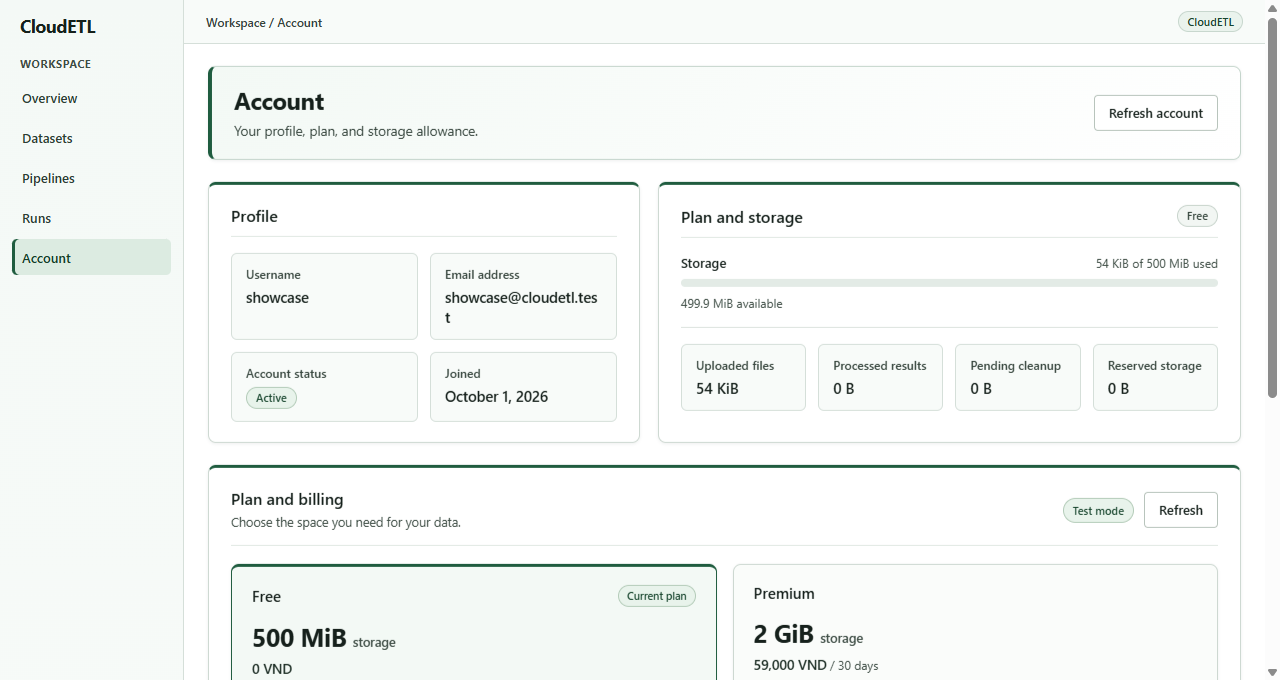 CloudETL
WORKSPACE
Overview
Datasets
Pipelines
Runs
Account
Workspace / Account
CloudETL
Account
Your profile, plan, and storage allowance.
Refresh account
Profile
Username
showcase
Email address
showcase@cloudetl.tes
t
Account status
Active
Joined
October 1, 2026
Plan and storage
Free
Storage
54 KiB of 500 MiB used
499.9 MiB available
Uploaded files
54 KiB
Processed results
0 B
Pending cleanup
0 B
Reserved storage
0 B
Plan and billing
Choose the space you need for your data.
Test mode
Refresh
Free
Current plan
500 MiB storage
0 VND
Premium
2 GiB storage
59,000 VND / 30 days